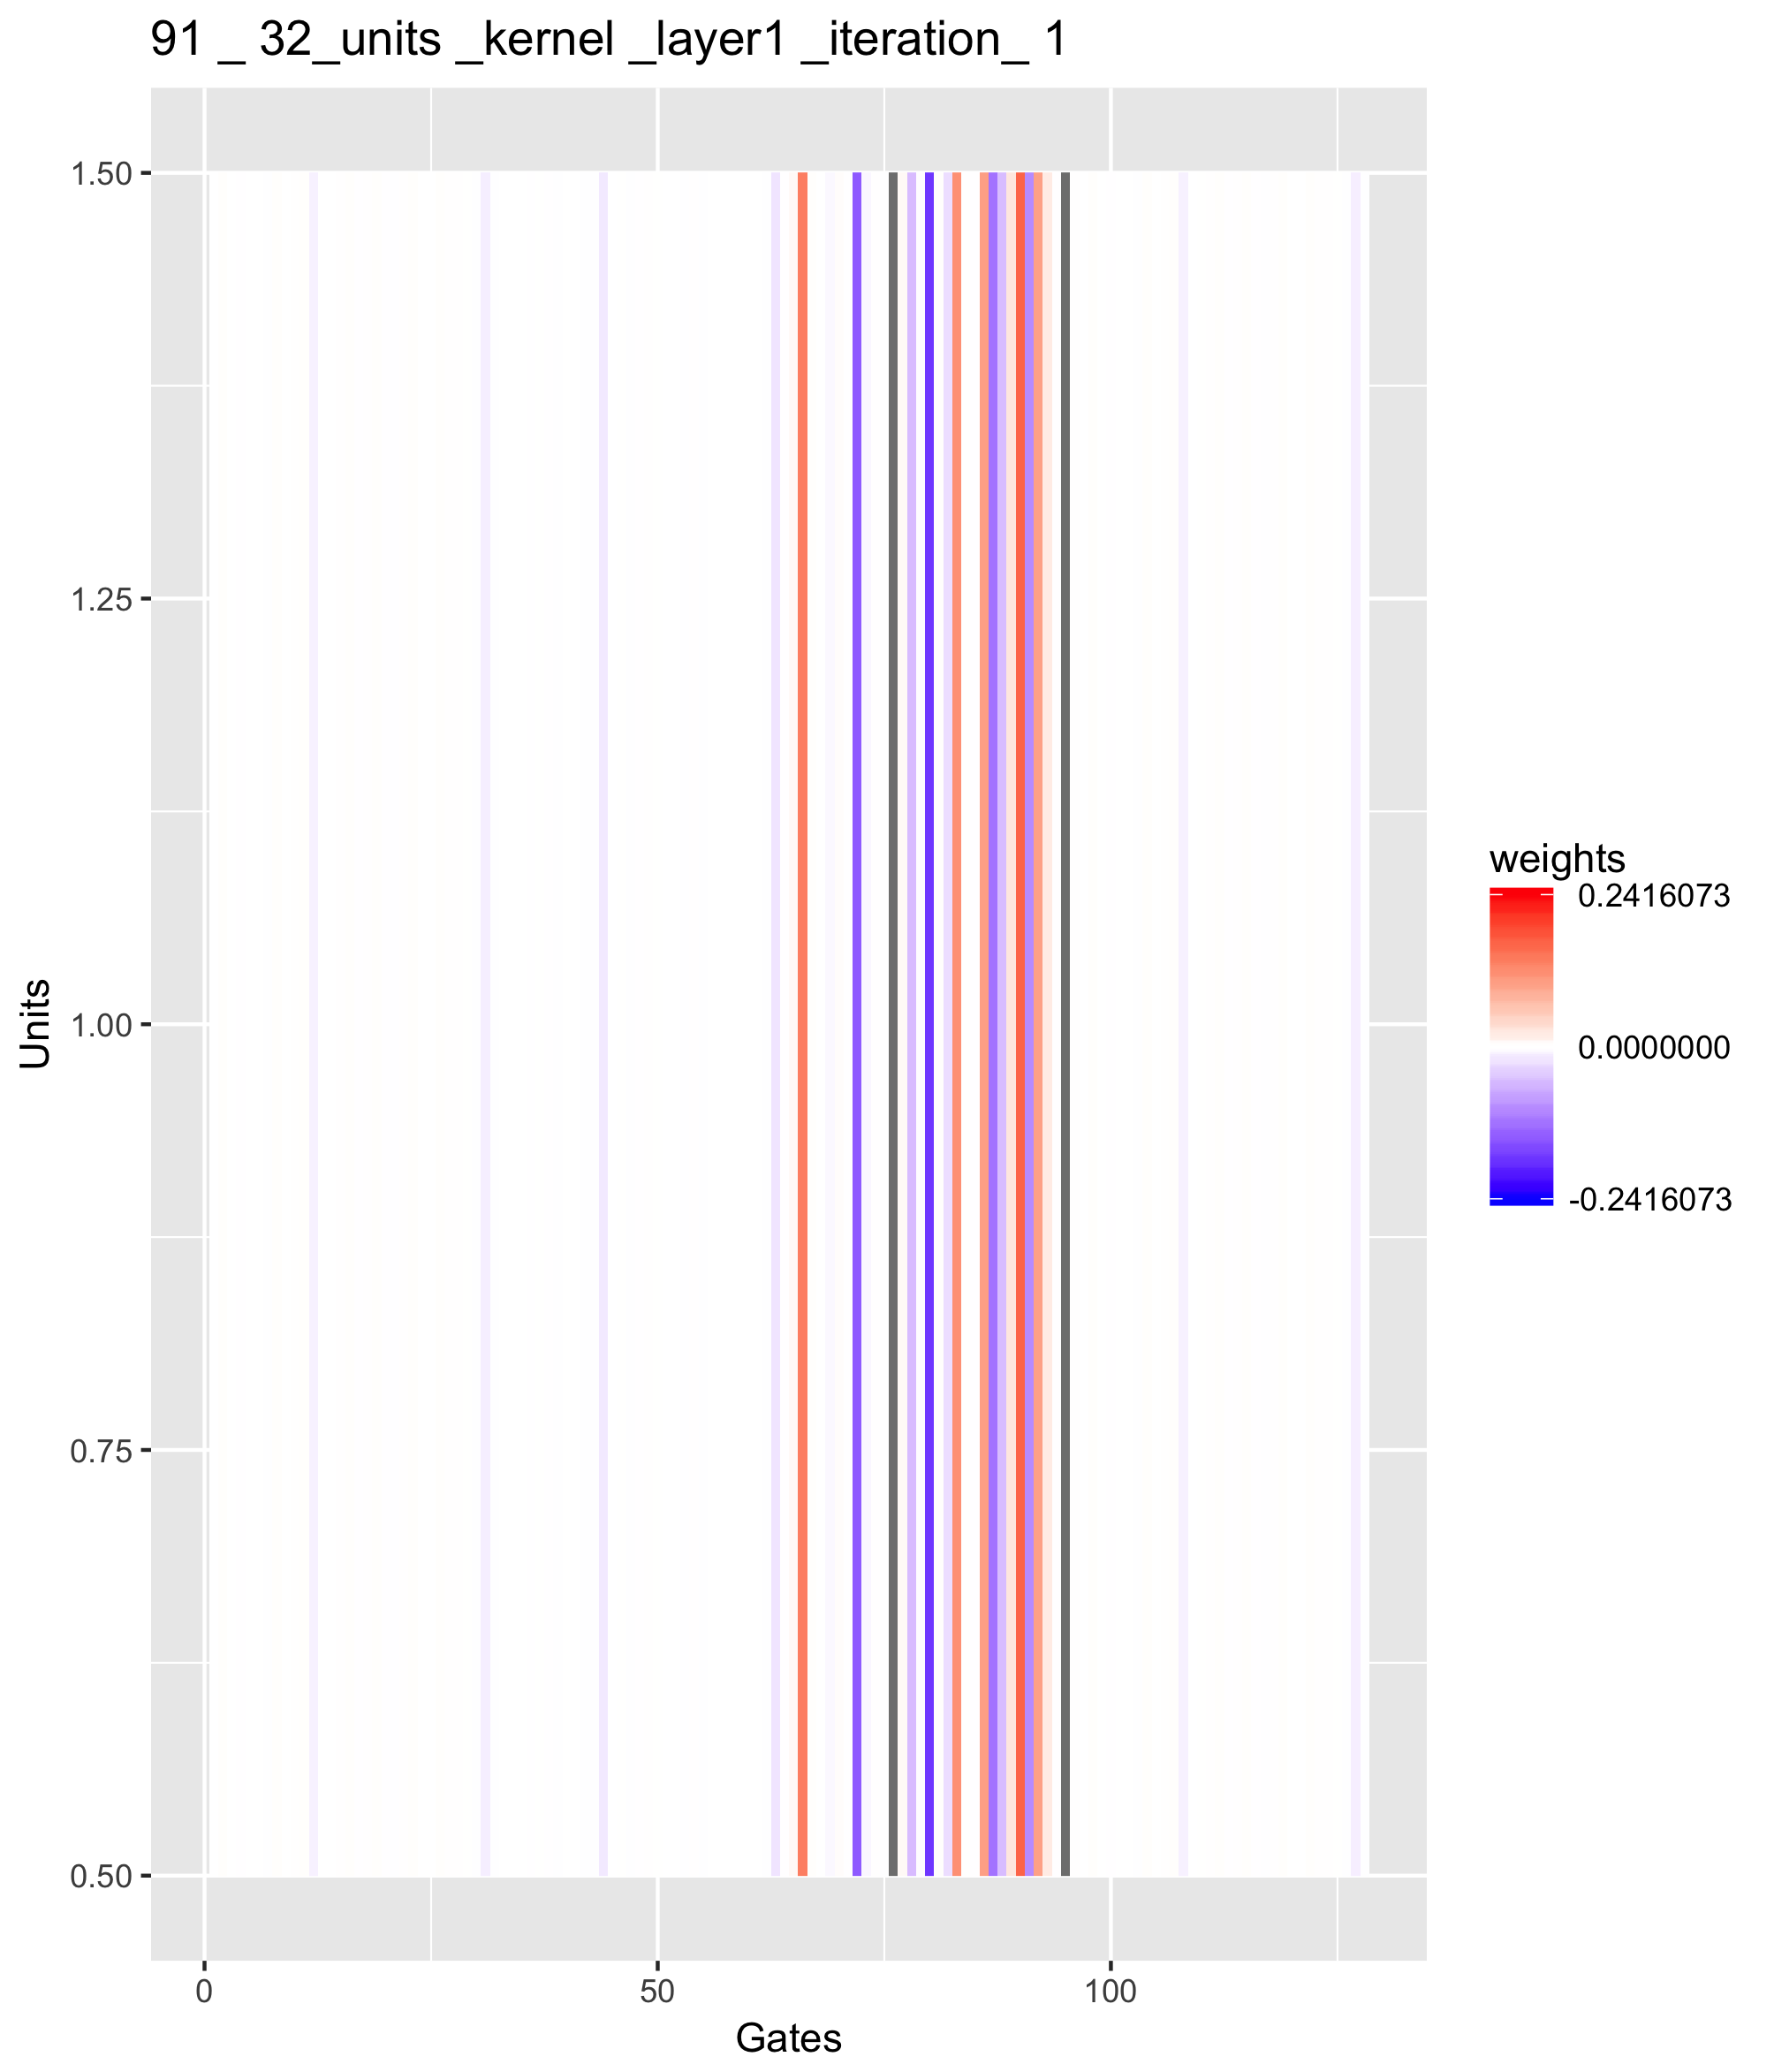 91 _ 32_units _kernel _layer1 _iteration_ 1
1.50
1.25
1.00
0.75
0.50
Units
0
50
100
Gates
weights
0.2416073
0.0000000
-0.2416073